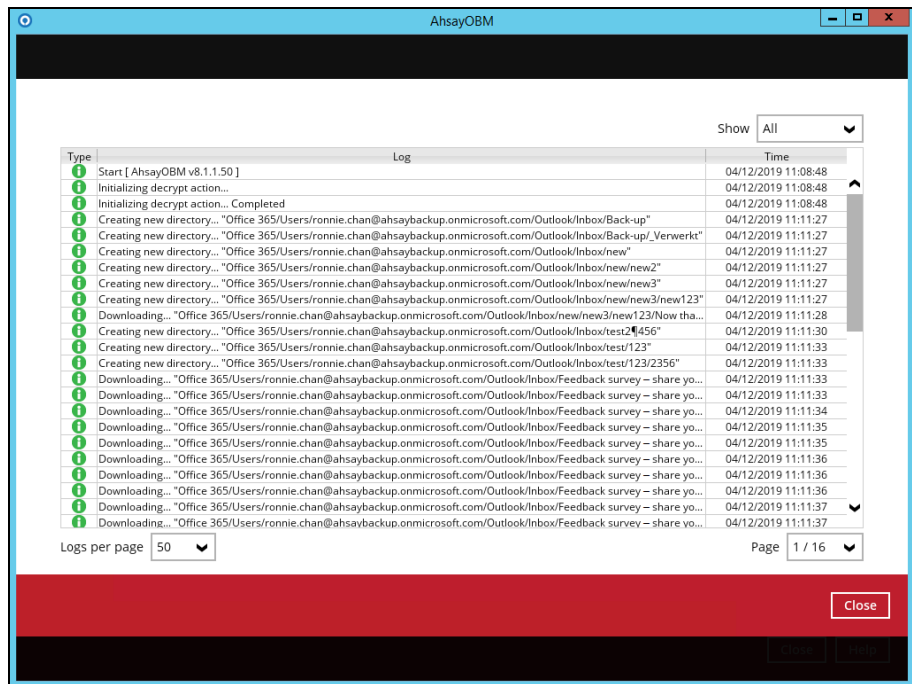 AhsayOBM
Show All
Type Log Time
Start [ AhsayOBM v8.1.1.50 ] 04/12/2019 11:08:48
Initializing decrypt action... 04/12/2019 11:08:48
Initializing decrypt action... Completed 04/12/2019 11:08:48
Creating new directory... "Office 365/Users/ronnie.chan@ahsaybackup.onmicrosoft.com/Outlook/Inbox/Back-up" 04/12/2019 11:11:27
Creating new directory... "Office 365/Users/ronnie.chan@ahsaybackup.onmicrosoft.com/Outlook/Inbox/Back-up/_Verwerkt" 04/12/2019 11:11:27
Creating new directory... "Office 365/Users/ronnie.chan@ahsaybackup.onmicrosoft.com/Outlook/Inbox/new" 04/12/2019 11:11:27
Creating new directory... "Office 365/Users/ronnie.chan@ahsaybackup.onmicrosoft.com/Outlook/Inbox/new/new2" 04/12/2019 11:11:27
Creating new directory... "Office 365/Users/ronnie.chan@ahsaybackup.onmicrosoft.com/Outlook/Inbox/new/new3" 04/12/2019 11:11:27
Creating new directory... "Office 365/Users/ronnie.chan@ahsaybackup.onmicrosoft.com/Outlook/Inbox/new/new3/new123" 04/12/2019 11:11:27
Downloading... "Office 365/Users/ronnie.chan@ahsaybackup.onmicrosoft.com/Outlook/Inbox/new/new3/new123/Now tha... 04/12/2019 11:11:28
Creating new directory... "Office 365/Users/ronnie.chan@ahsaybackup.onmicrosoft.com/Outlook/Inbox/test2¶456" 04/12/2019 11:11:30
Creating new directory... "Office 365/Users/ronnie.chan@ahsaybackup.onmicrosoft.com/Outlook/Inbox/test/123" 04/12/2019 11:11:33
Creating new directory... "Office 365/Users/ronnie.chan@ahsaybackup.onmicrosoft.com/Outlook/Inbox/test/123/2356" 04/12/2019 11:11:33
Downloading... "Office 365/Users/ronnie.chan@ahsaybackup.onmicrosoft.com/Outlook/Inbox/Feedback survey – share yo... 04/12/2019 11:11:33
Downloading... "Office 365/Users/ronnie.chan@ahsaybackup.onmicrosoft.com/Outlook/Inbox/Feedback survey – share yo... 04/12/2019 11:11:33
Downloading... "Office 365/Users/ronnie.chan@ahsaybackup.onmicrosoft.com/Outlook/Inbox/Feedback survey – share yo... 04/12/2019 11:11:34
Downloading... "Office 365/Users/ronnie.chan@ahsaybackup.onmicrosoft.com/Outlook/Inbox/Feedback survey – share yo... 04/12/2019 11:11:35
Downloading... "Office 365/Users/ronnie.chan@ahsaybackup.onmicrosoft.com/Outlook/Inbox/Feedback survey – share yo... 04/12/2019 11:11:35
Downloading... "Office 365/Users/ronnie.chan@ahsaybackup.onmicrosoft.com/Outlook/Inbox/Feedback survey – share yo... 04/12/2019 11:11:36
Downloading... "Office 365/Users/ronnie.chan@ahsaybackup.onmicrosoft.com/Outlook/Inbox/Feedback survey – share yo... 04/12/2019 11:11:36
Downloading... "Office 365/Users/ronnie.chan@ahsaybackup.onmicrosoft.com/Outlook/Inbox/Feedback survey – share yo... 04/12/2019 11:11:36
Downloading... "Office 365/Users/ronnie.chan@ahsaybackup.onmicrosoft.com/Outlook/Inbox/Feedback survey – share yo... 04/12/2019 11:11:37
Downloading... "Office 365/Users/ronnie.chan@ahsaybackup.onmicrosoft.com/Outlook/Inbox/Feedback survey – share yo... 04/12/2019 11:11:37
Logs per page 50 Page 1 / 16
Close
Close Help